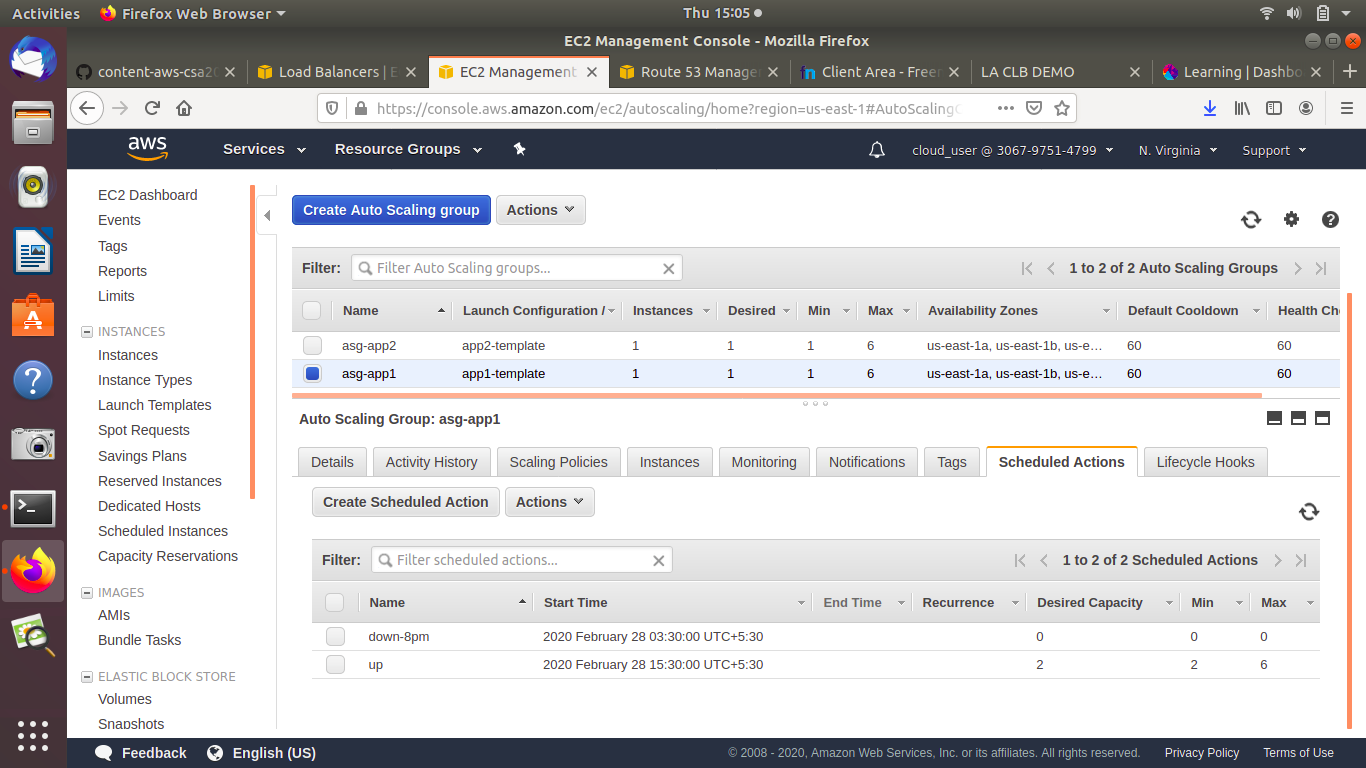 Activities Firefox Web Browser Thu 15:05
EC2 Management Console - Mozilla Firefox
content-aws-csa20 Load Balancers | E EC2 Management Route 53 Manage Client Area - Free LA CLB DEMO Learning | Dashbo
https://console.aws.amazon.com/ec2/autoscaling/home?region=us-east-1#AutoScaling
aws Services Resource Groups cloud_user @ 3067-9751-4799 N. Virginia Support
EC2 Dashboard
Events
Tags
Reports
Limits
INSTANCES
Instances
Instance Types
Launch Templates
Spot Requests
Savings Plans
Reserved Instances
Dedicated Hosts
Scheduled Instances
Capacity Reservations
IMAGES
AMIs
Bundle Tasks
ELASTIC BLOCK STORE
Volumes
Snapshots
Create Auto Scaling group Actions
Filter: Filter Auto Scaling groups... 1 to 2 of 2 Auto Scaling Groups
Name Launch Configuration / Instances Desired Min Max Availability Zones Default Cooldown Health Che
asg-app2 app2-template 1 1 1 6 us-east-1a, us-east-1b, us-e... 60 60
asg-app1 app1-template 1 1 1 6 us-east-1a, us-east-1b, us-e... 60 60
Auto Scaling Group: asg-app1
Details Activity History Scaling Policies Instances Monitoring Notifications Tags Scheduled Actions Lifecycle Hooks
Create Scheduled Action Actions
Filter: Filter scheduled actions... 1 to 2 of 2 Scheduled Actions
Name Start Time End Time Recurrence Desired Capacity Min Max
down-8pm 2020 February 28 03:30:00 UTC+5:30 0 0 0
up 2020 February 28 15:30:00 UTC+5:30 2 2 6
Feedback English (US) © 2008 - 2020, Amazon Web Services, Inc. or its affiliates. All rights reserved. Privacy Policy Terms of Use